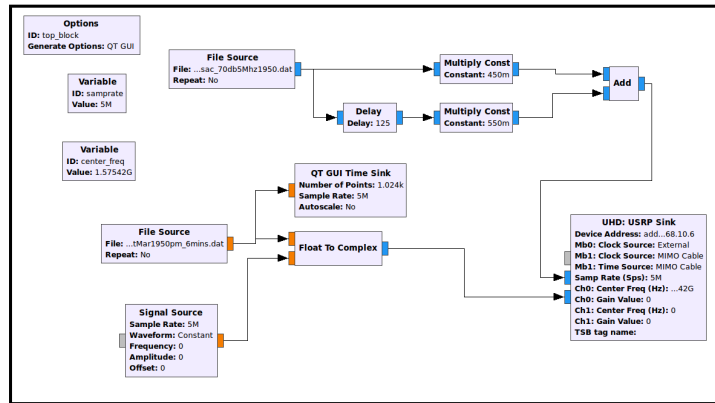 Options
ID: top_block
Generate Options: QT GUI
Variable
ID: samprate
Value: 5M
Variable
ID: center_freq
Value: 1.57542G
File Source
File: ...sac_70db5Mhz1950.dat
Repeat: No
Multiply Const
Constant: 450m
Add
Delay
Delay: 125
Multiply Const
Constant: 550m
QT GUI Time Sink
Number of Points: 1.024k
Sample Rate: 5M
Autoscale: No
File Source
File: ...tMar1950pm_6mins.dat
Repeat: No
Float To Complex
Signal Source
Sample Rate: 5M
Waveform: Constant
Frequency: 0
Amplitude: 0
Offset: 0
UHD: USRP Sink
Device Address: add...68.10.6
Mb0: Clock Source: External
Mb1: Clock Source: MIMO Cable
Mb1: Time Source: MIMO Cable
Samp Rate (Sps): 5M
Ch0: Center Freq (Hz): ...42G
Ch0: Gain Value: 0
Ch1: Center Freq (Hz): 0
Ch1: Gain Value: 0
TSB tag name: